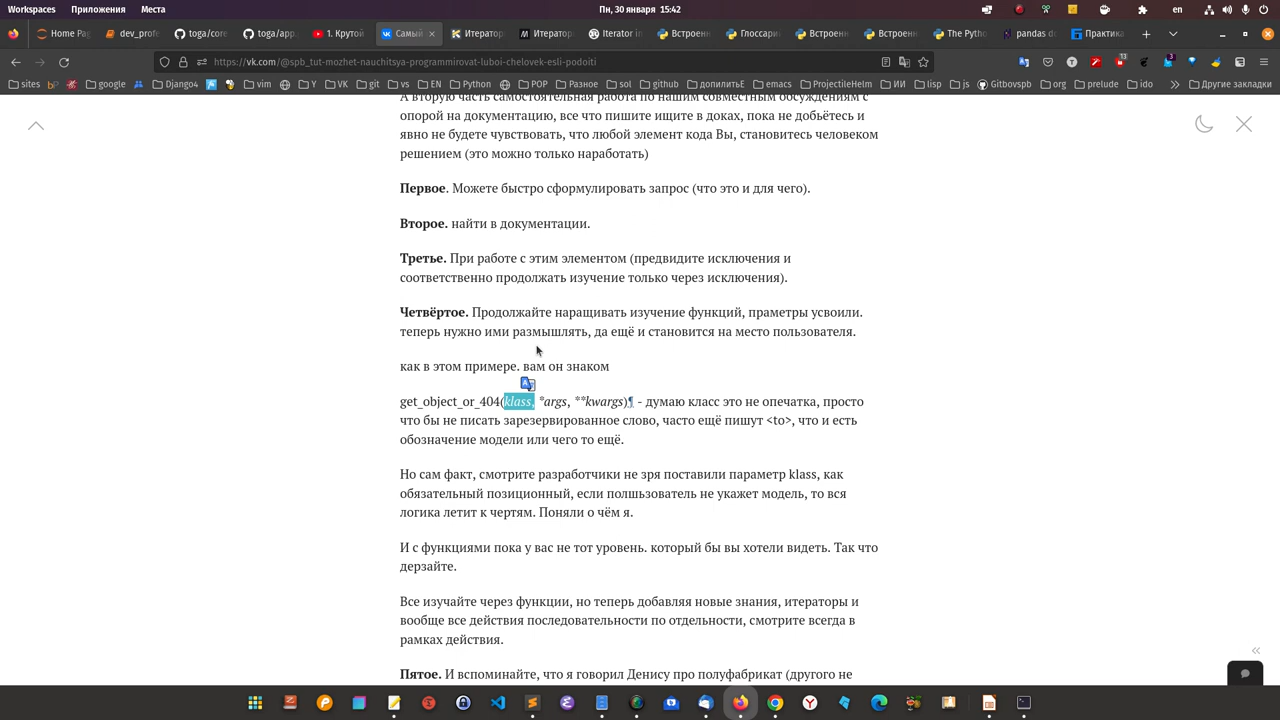 Workspaces Applications Места Пн, 30 января 15:42 en
Home Pa dev_profe toga/core toga/app. 1. Крутой Самый Итератор Итератор Iterator in Встроенн Глоссари Встроенн Встроенн The Pytho pandas do Практика
https://vk.com/@spb_tut-mozhet-nauchitsya-programmirovat-luboi-chelovek-esli-podoiti
sites bį PG google Django4 vim Y VK git EN Python Разное sol github допилитьЕ emacs ProjectileHelm ИИ lisp js Gitbovspb org prelude ido Другие закладки
А вторую часть самостоятельная работа по нашим совместным обсуждениям с
опорой на документацию, все что пишите ищите в доках, пока не добьётесь и
явно не будете чувствовать, что любой элемент кода Вы, становитесь человеком
решением (это можно только наработать)
Первое. Можете быстро сформулировать запрос (что это и для чего).
Второе. найти в документации.
Третье. При работе с этим элементом (предвидите исключения и
соответственно продолжать изучение только через исключения).
Четвёртое. Продолжайте наращивать изучение функций, праметры усвоили.
теперь нужно ими размышлять, да ещё и становится на место пользователя.
как в этом примере. вам он знаком
get_object_or_404(klass, *args, **kwargs)¶ - думаю класс это не опечатка, просто
что бы не писать зарезервированное слово, часто ещё пишут <to>, что и есть
обозначение модели или чего то ещё.
Но сам факт, смотрите разработчики не зря поставили параметр klass, как
обязательный позиционный, если полшьзователь не укажет модель, то вся
логика летит к чертям. Поняли о чём я.
И с функциями пока у вас не тот уровень. который бы вы хотели видеть. Так что
дерзайте.
Все изучайте через функции, но теперь добавляя новые знания, итераторы и
вообще все действия последовательности по отдельности, смотрите всегда в
рамках действия.
Пятое. И вспоминайте, что я говорил Денису про полуфабрикат (другого не